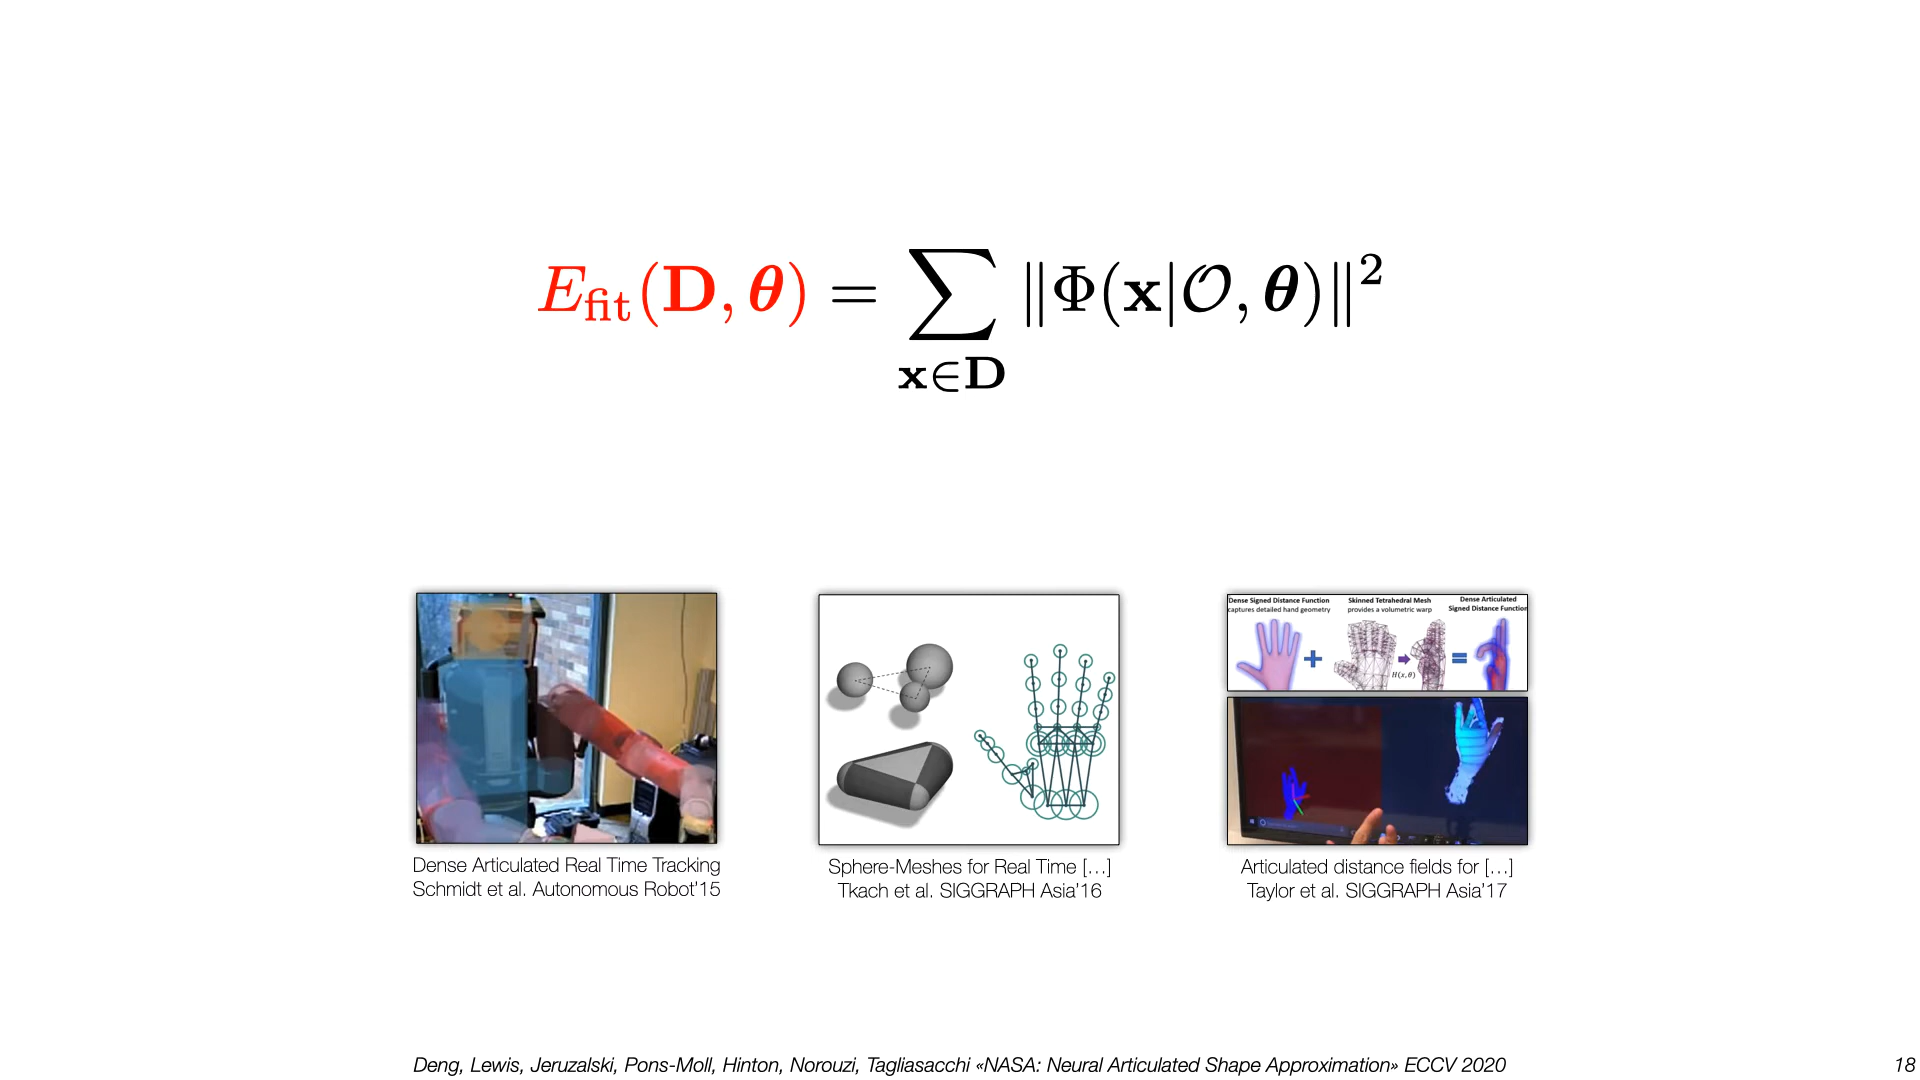 E_fit(D, θ) = ∑_{x∈D} ‖Φ(x|𝒪, θ)‖²
Dense Signed Distance Function
captures detailed hand geometry
Skinned Tetrahedral Mesh
provides a volumetric warp
Dense Articulated
Signed Distance Function
+
H(x,θ)
=
Dense Articulated Real Time Tracking
Schmidt et al. Autonomous Robot'15
Sphere-Meshes for Real Time […]
Tkach et al. SIGGRAPH Asia'16
Articulated distance fields for […]
Taylor et al. SIGGRAPH Asia'17
Deng, Lewis, Jeruzalski, Pons-Moll, Hinton, Norouzi, Tagliasacchi «NASA: Neural Articulated Shape Approximation» ECCV 2020
18